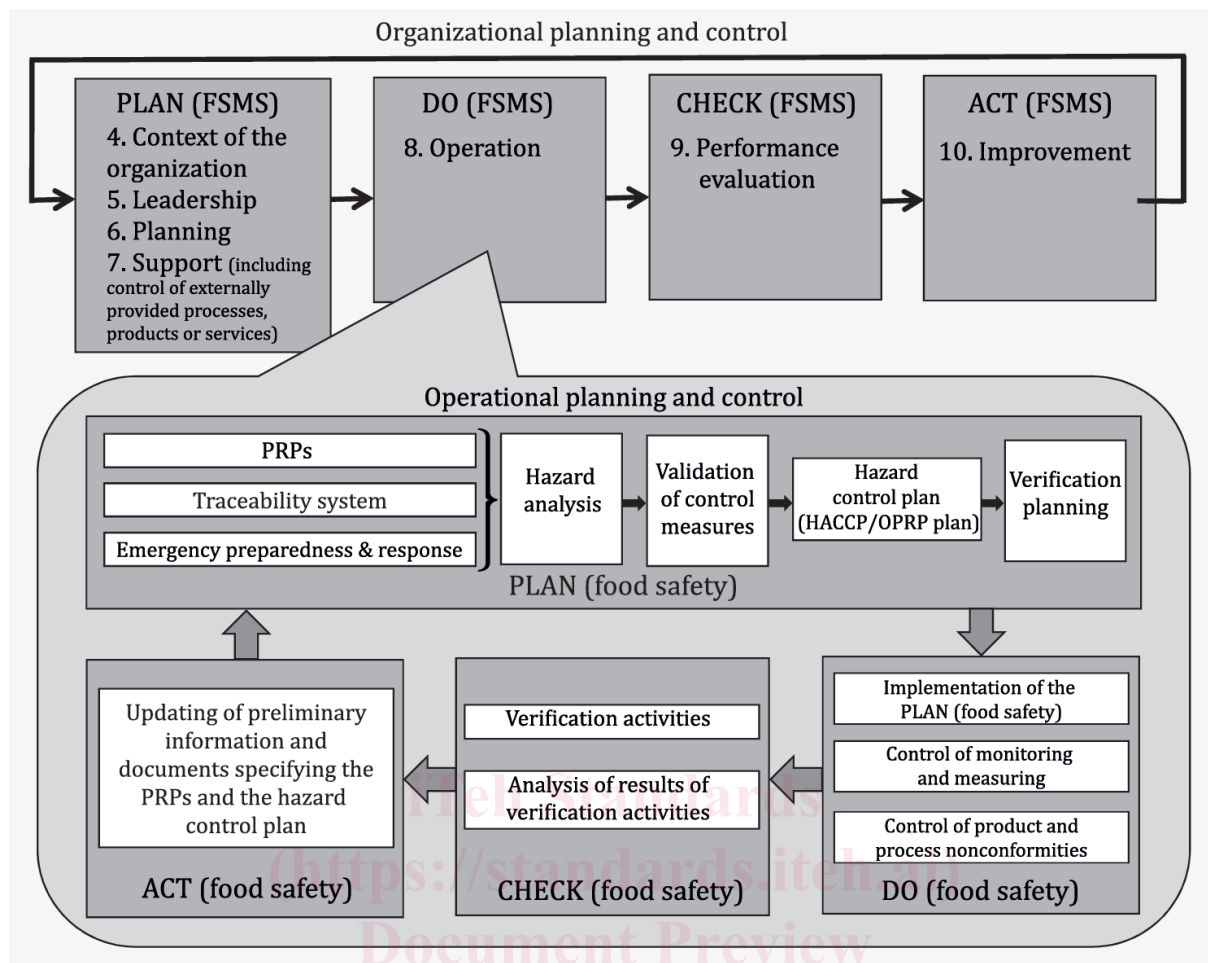 Organizational planning and control
PLAN (FSMS)
4. Context of the
organization
5. Leadership
6. Planning
7. Support (including
control of externally
provided processes,
products or services)
DO (FSMS)
8. Operation
CHECK (FSMS)
9. Performance
evaluation
ACT (FSMS)
10. Improvement
Operational planning and control
PRPs
Traceability system
Emergency preparedness & response
Hazard
analysis
Validation
of control
measures
Hazard
control plan
(HACCP/OPRP plan)
Verification
planning
PLAN (food safety)
Updating of preliminary
information and
documents specifying the
PRPs and the hazard
control plan
ACT (food safety)
Verification activities
Analysis of results of
verification activities
CHECK (food safety)
Implementation of the
PLAN (food safety)
Control of monitoring
and measuring
Control of product and
process nonconformities
DO (food safety)
iTeh Standards
(https://standards.iteh.ai)
Document Preview